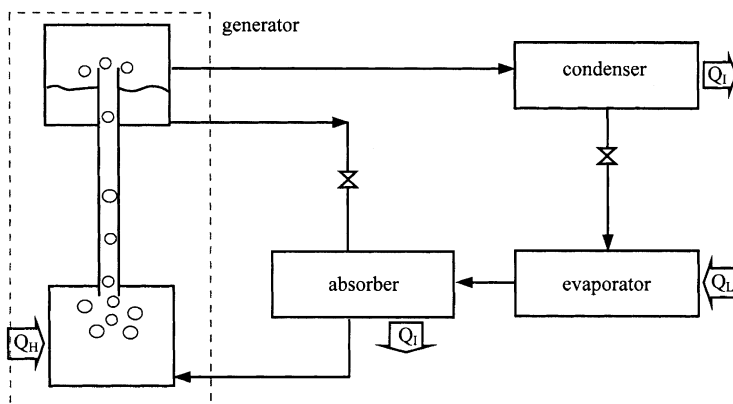 generator
condenser
Q_I
absorber
evaporator
Q_L
Q_H
Q_I